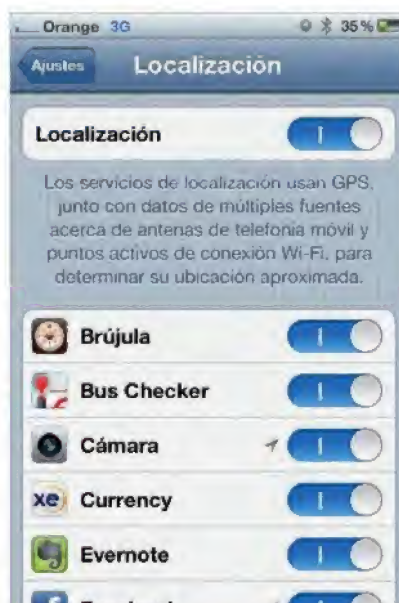 Orange 3G 35 %
Ajustes Localización
Localización
Los servicios de localización usan GPS,
junto con datos de múltiples fuentes
acerca de antenas de telefonía móvil y
puntos activos de conexión Wi-Fi, para
determinar su ubicación aproximada.
Brújula
Bus Checker
Cámara
xe Currency
Evernote